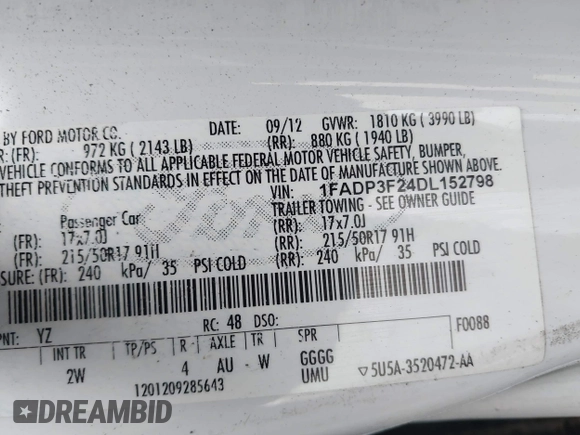 BY FORD MOTOR CO. DATE: 09/12 GVWR: 1810 KG ( 3990 LB)
(FR): 972 KG ( 2143 LB) (RR): 880 KG ( 1940 LB)
VEHICLE CONFORMS TO ALL APPLICABLE FEDERAL MOTOR VEHICLE SAFETY, BUMPER,
THEFT PREVENTION STANDARDS IN EFFECT ON THE DATE OF MANUFACTURE SHOWN ABOVE.
VIN: 1FADP3F24DL152798
Passenger Car TRAILER TOWING - SEE OWNER GUIDE
(FR): 17x7.0J (RR): 17x7.0J
(FR): 215/50R17 91H (RR): 215/50R17 91H
SURE: (FR): 240 kPa/ 35 PSI COLD (RR): 240 kPa/ 35 PSI COLD
PNT: YZ RC: 48 DSO: F0088
INT TR TP/PS R AXLE TR SPR
2W 4 AU - W GGGG
UMU ▽5U5A-3520472-AA
1201209285643
DREAMBID